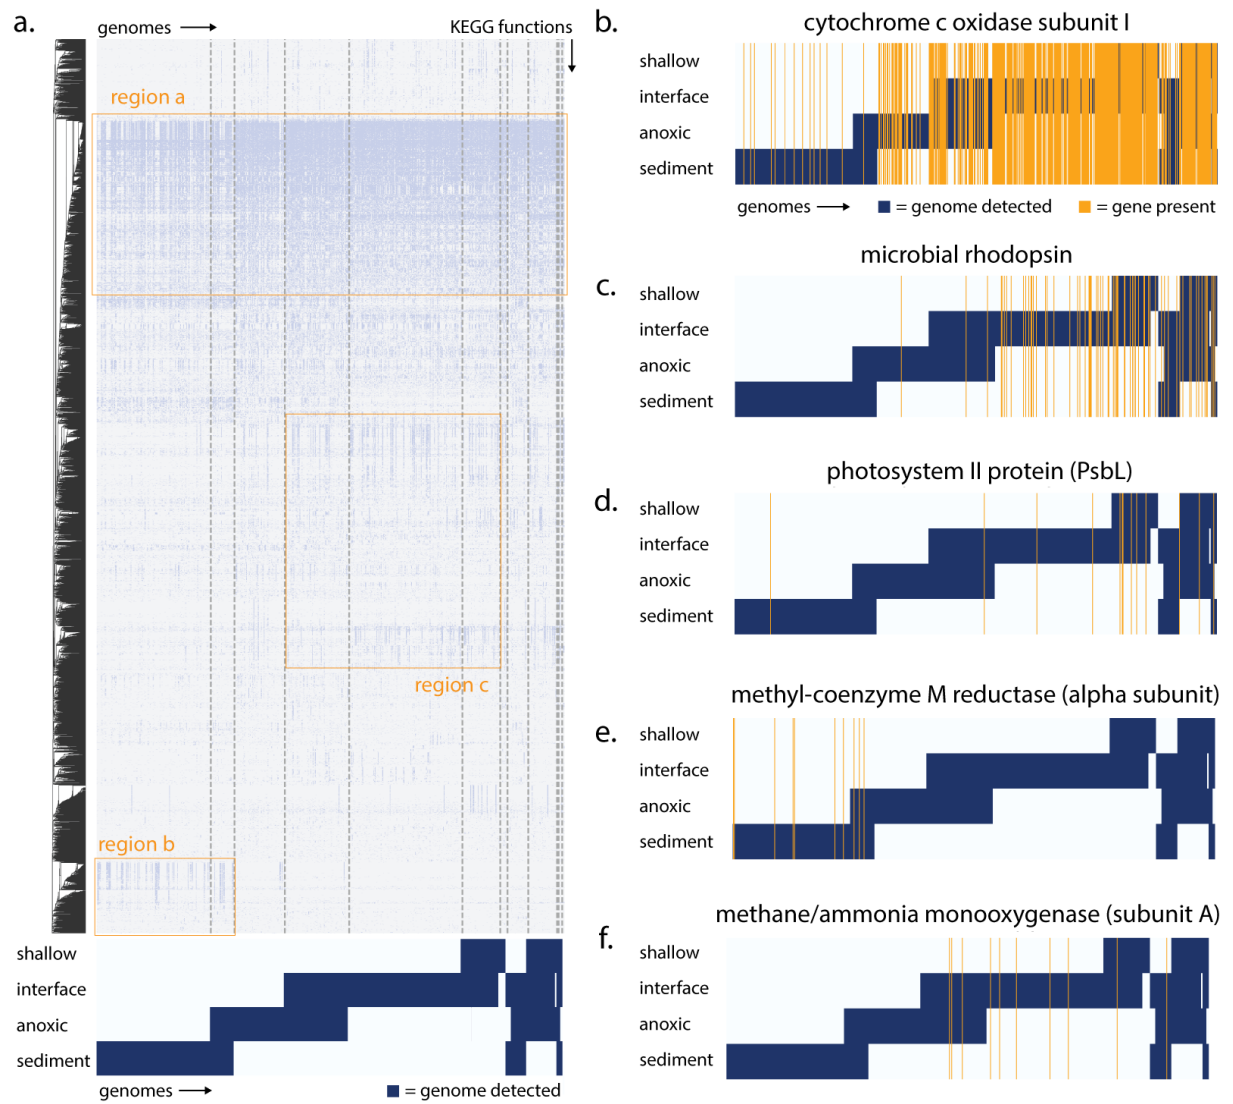 a.
genomes
KEGG functions
region a
region c
region b
shallow
interface
anoxic
sediment
genomes
= genome detected
b.
cytochrome c oxidase subunit I
shallow
interface
anoxic
sediment
genomes
= genome detected
= gene present
c.
microbial rhodopsin
shallow
interface
anoxic
sediment
d.
photosystem II protein (PsbL)
shallow
interface
anoxic
sediment
e.
methyl-coenzyme M reductase (alpha subunit)
shallow
interface
anoxic
sediment
f.
methane/ammonia monooxygenase (subunit A)
shallow
interface
anoxic
sediment